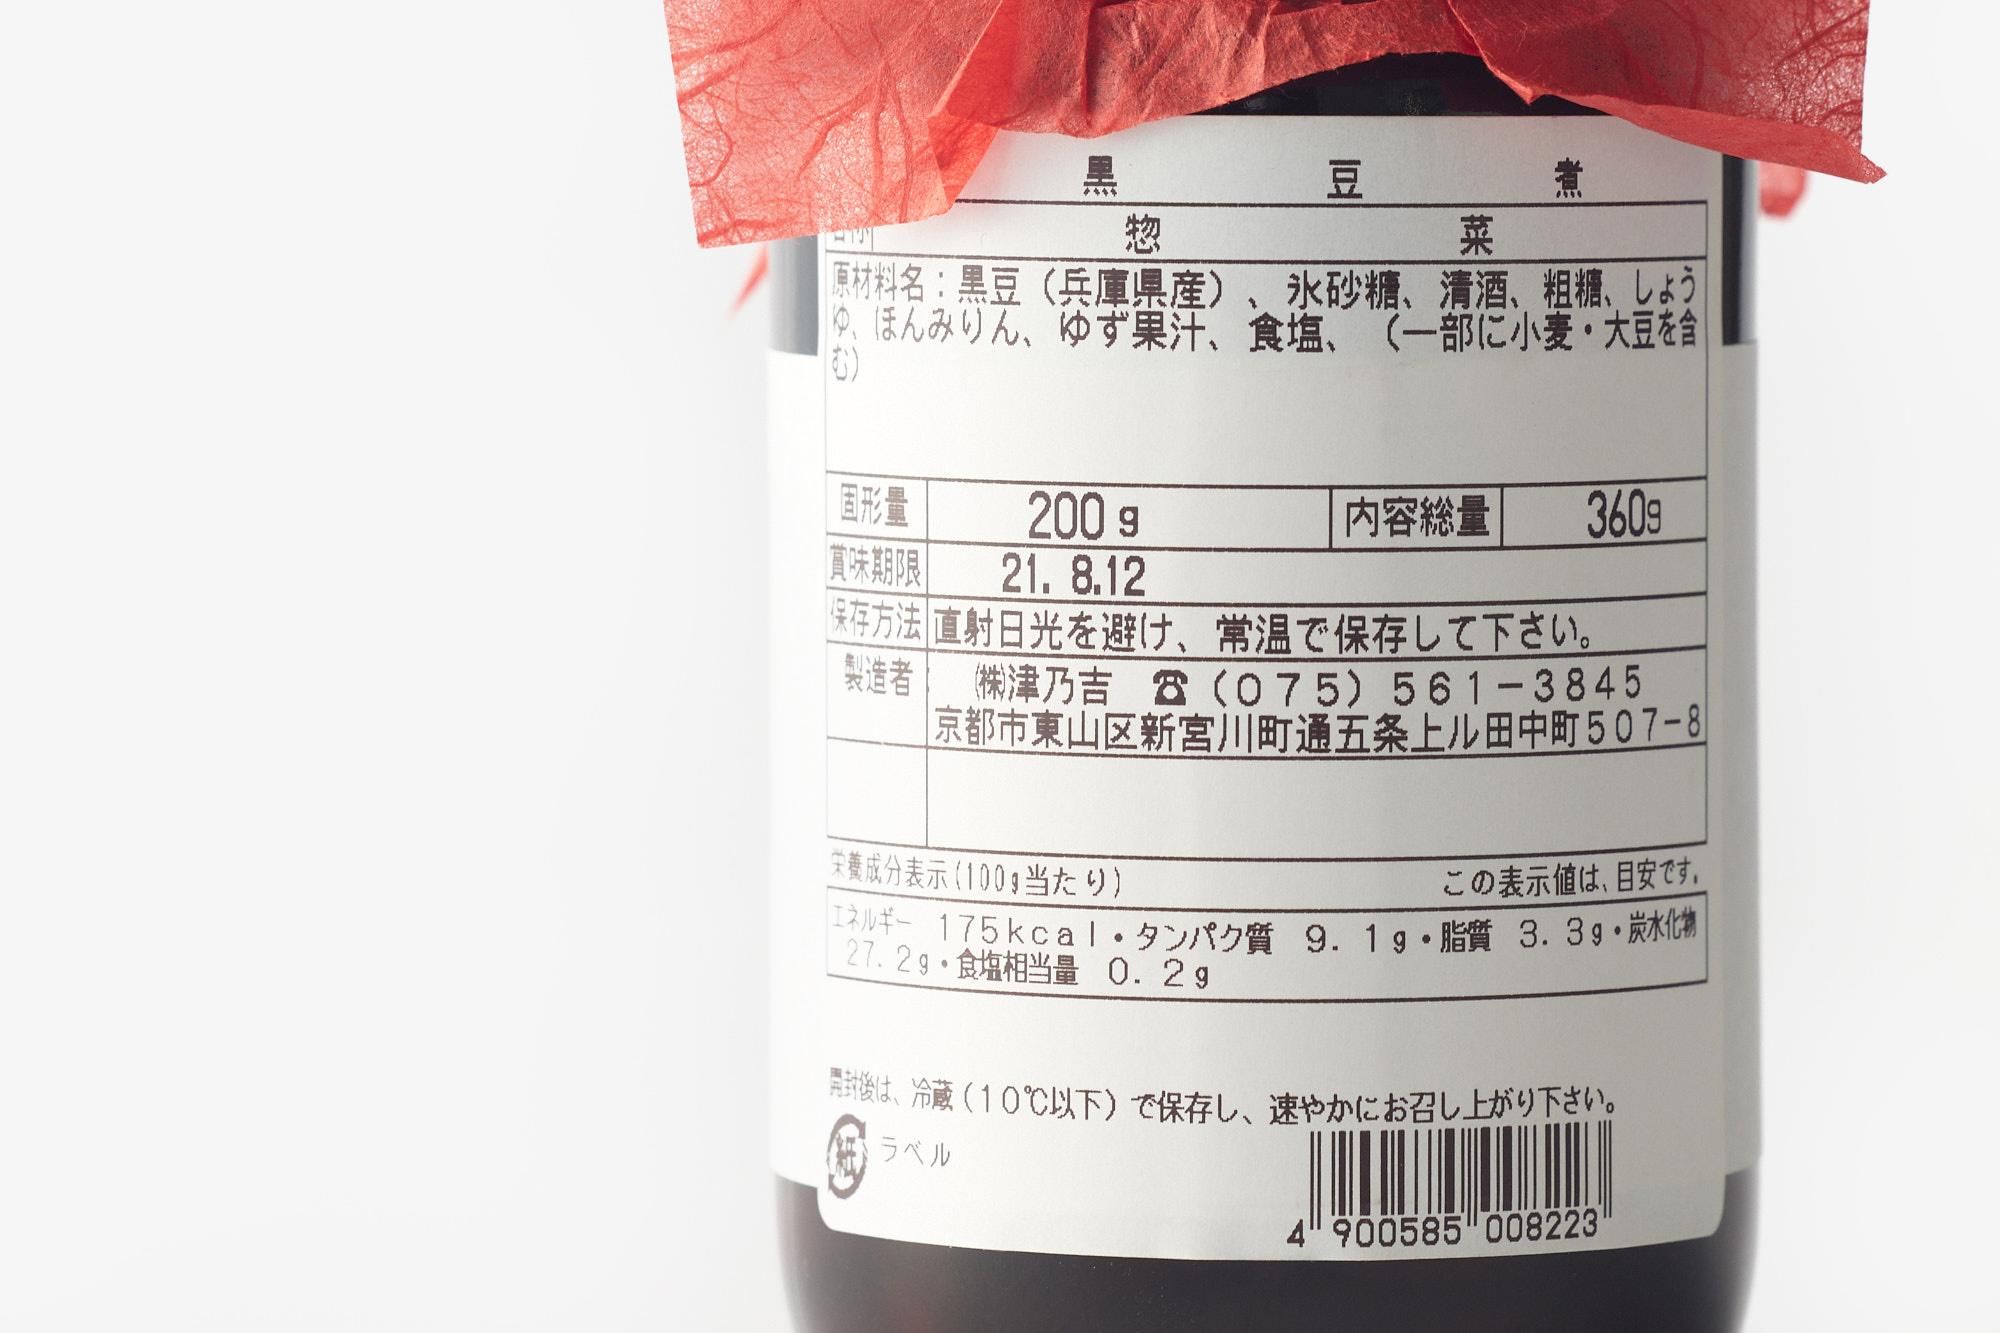 黒豆煮
名称 惣菜
原材料名：黒豆（兵庫県産）、氷砂糖、清酒、粗糖、しょう
ゆ、ほんみりん、ゆず果汁、食塩、（一部に小麦・大豆を含
む）
固形量 200g 内容総量 360g
賞味期限 21. 8.12
保存方法 直射日光を避け、常温で保存して下さい。
製造者: ㈱津乃吉 ☎（075）561－3845
京都市東山区新宮川町通五条上ル田中町507－8
栄養成分表示(100g当たり) この表示値は、目安です。
エネルギー 175kcal・タンパク質 9.1g・脂質 3.3g・炭水化物
27.2g・食塩相当量 0.2g
開封後は、冷蔵(10℃以下)で保存し、速やかにお召し上がり下さい。
紙 ラベル
4 900585 008223